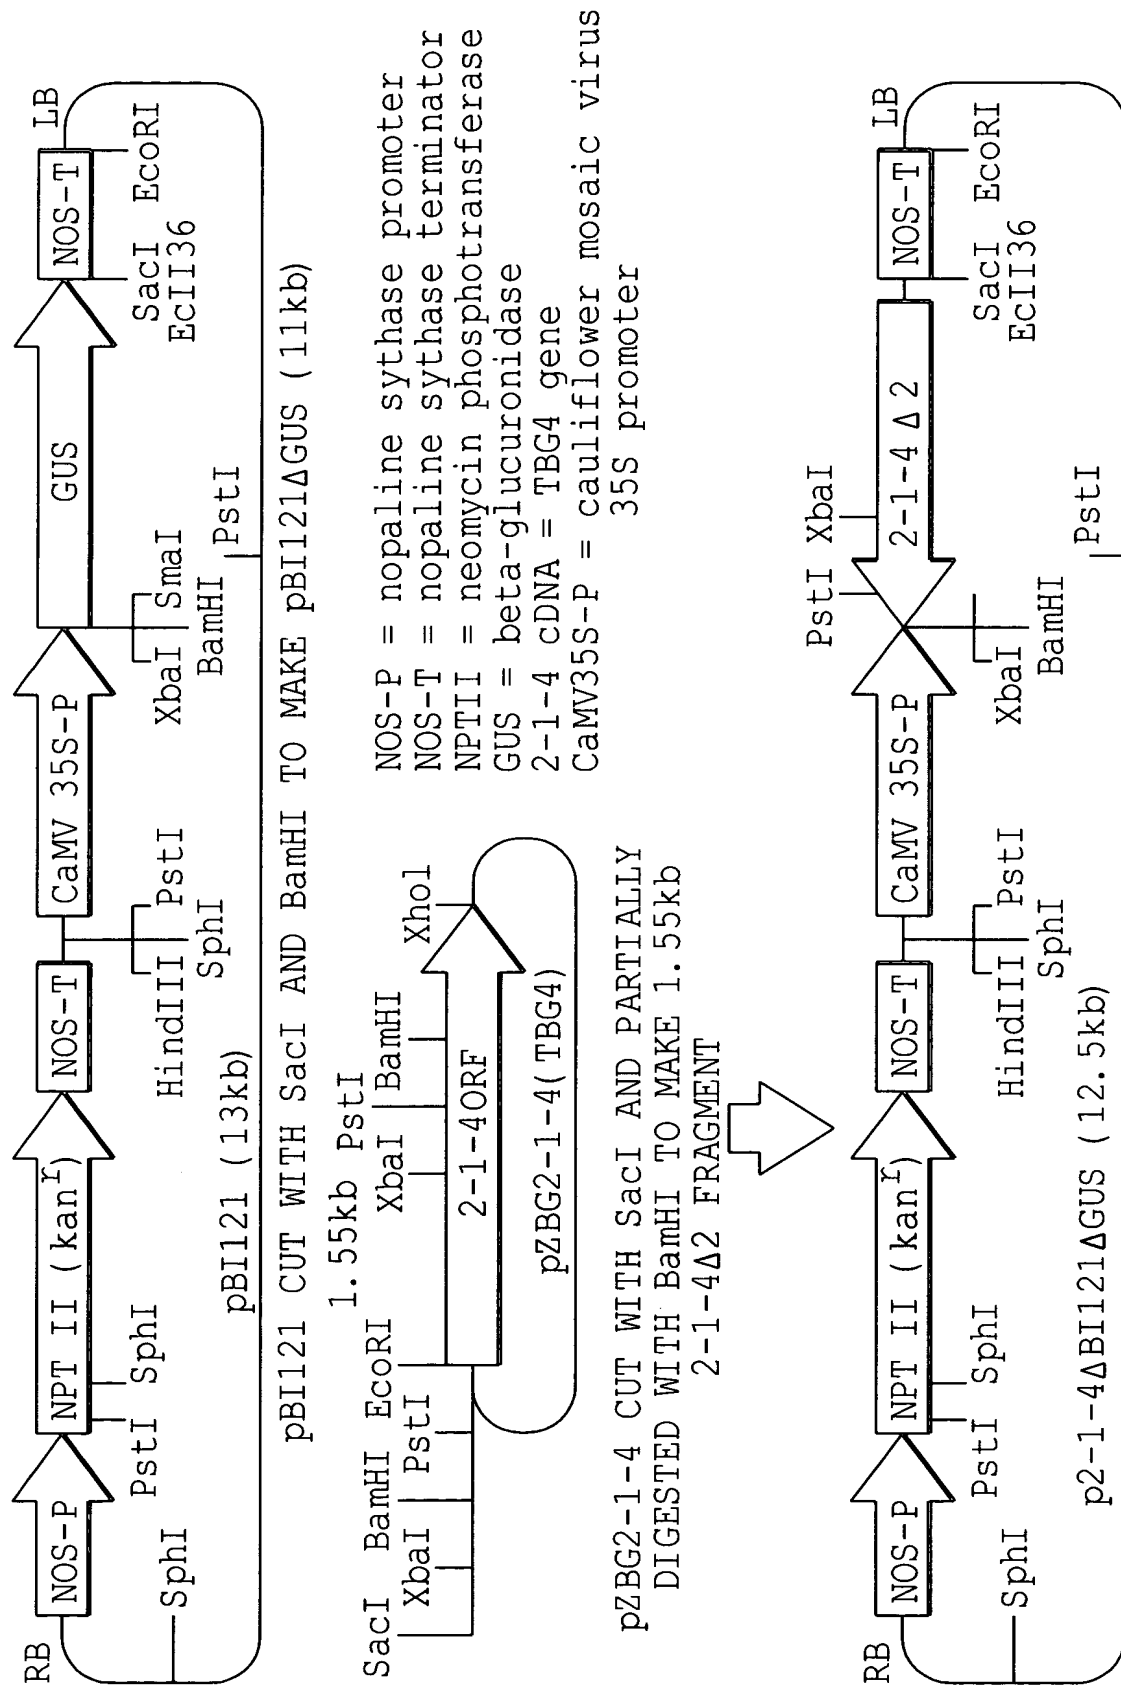 RB
LB
NOS-P
NPT II (kanʳ)
NOS-T
CaMV 35S-P
GUS
NOS-T
SphI
PstI
SphI
HindIII
PstI
SphI
XbaI
SmaI
BamHI
SacI
EcoRI
EclI36
PstI
pBI121 (13kb)
pBI121 CUT WITH SacI AND BamHI TO MAKE pBI121ΔGUS (11kb)
1.55kb
SacI
BamHI
EcoRI
XbaI
PstI
XbaI
PstI
BamHI
Xhol
2-1-4ORF
pZBG2-1-4(TBG4)
NOS-P = nopaline sythase promoter
NOS-T = nopaline sythase terminator
NPTII = neomycin phosphotransferase
GUS = beta-glucuronidase
2-1-4 cDNA = TBG4 gene
CaMV35S-P = cauliflower mosaic virus
35S promoter
pZBG2-1-4 CUT WITH SacI AND PARTIALLY
DIGESTED WITH BamHI TO MAKE 1.55kb
2-1-4Δ2 FRAGMENT
RB
LB
NOS-P
NPT II (kanʳ)
NOS-T
CaMV 35S-P
2-1-4 Δ 2
NOS-T
PstI
XbaI
SphI
PstI
SphI
HindIII
PstI
SphI
XbaI
BamHI
SacI
EcoRI
EclI36
PstI
p2-1-4ΔBI121ΔGUS (12.5kb)